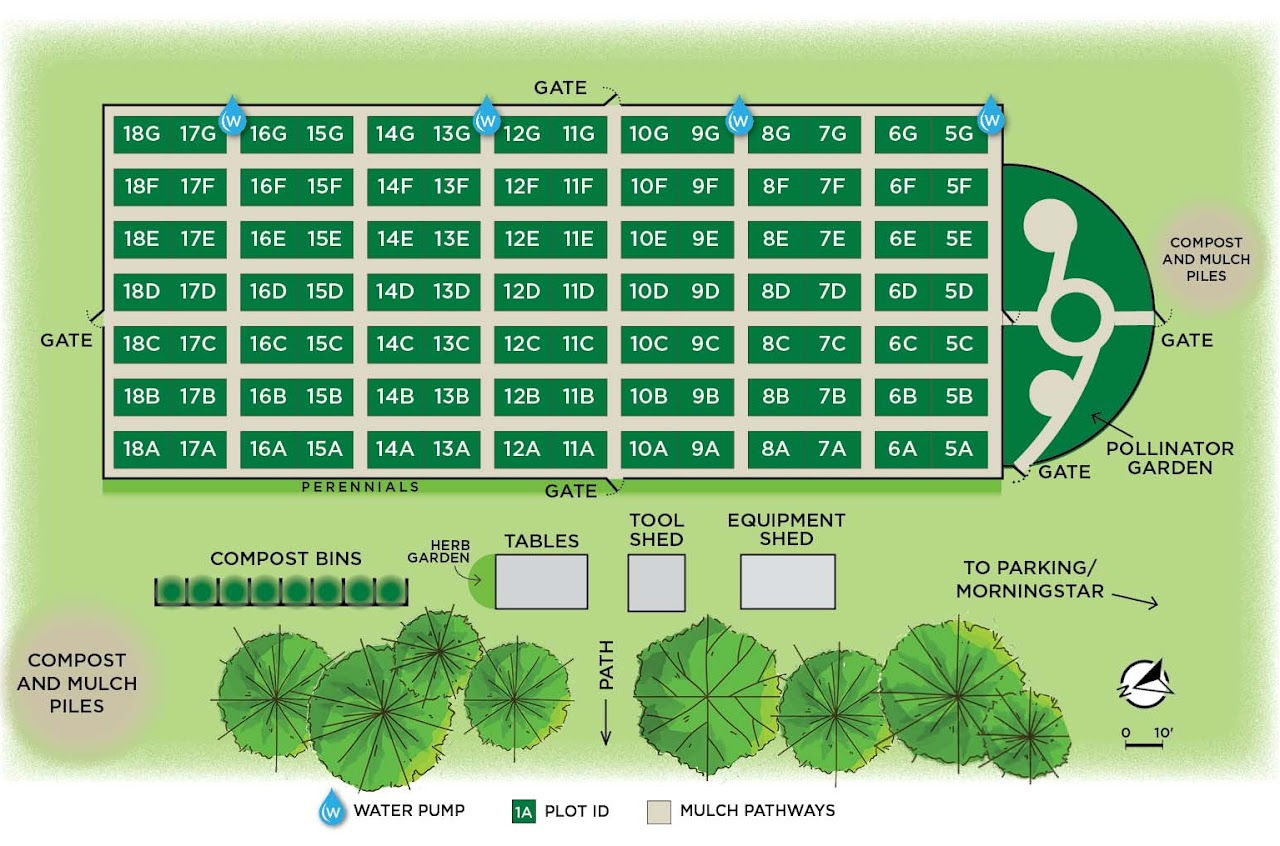 GATE
W W W W
18G 17G 16G 15G 14G 13G 12G 11G 10G 9G 8G 7G 6G 5G
18F 17F 16F 15F 14F 13F 12F 11F 10F 9F 8F 7F 6F 5F
18E 17E 16E 15E 14E 13E 12E 11E 10E 9E 8E 7E 6E 5E
18D 17D 16D 15D 14D 13D 12D 11D 10D 9D 8D 7D 6D 5D
18C 17C 16C 15C 14C 13C 12C 11C 10C 9C 8C 7C 6C 5C
18B 17B 16B 15B 14B 13B 12B 11B 10B 9B 8B 7B 6B 5B
18A 17A 16A 15A 14A 13A 12A 11A 10A 9A 8A 7A 6A 5A
COMPOST
AND MULCH
PILES
GATE
GATE
POLLINATOR
GARDEN
GATE
PERENNIALS
GATE
COMPOST BINS
HERB
GARDEN
TABLES
TOOL
SHED
EQUIPMENT
SHED
TO PARKING/
MORNINGSTAR
COMPOST
AND MULCH
PILES
PATH
0 10'
W WATER PUMP
1A PLOT ID
MULCH PATHWAYS